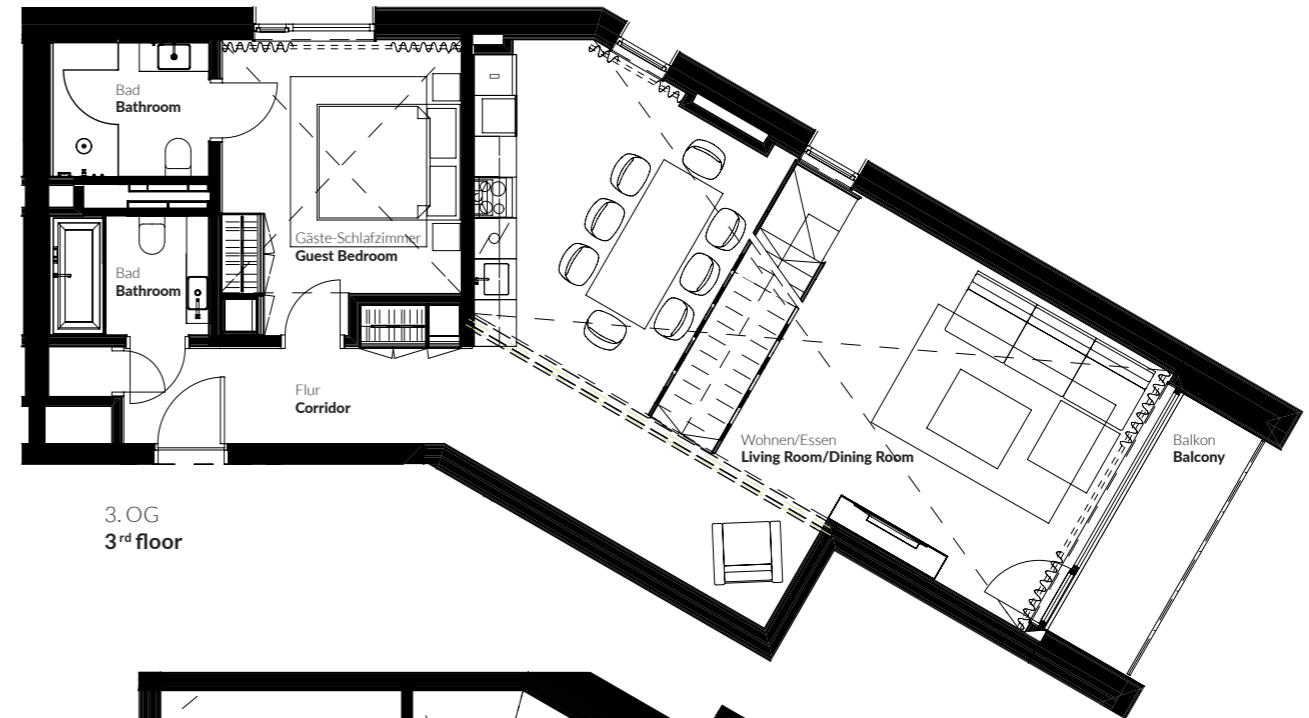 Bad
Bathroom
Gäste-Schlafzimmer
Guest Bedroom
Bad
Bathroom
Flur
Corridor
Wohnen/Essen
Living Room/Dining Room
Balkon
Balcony
3. OG
3rd floor